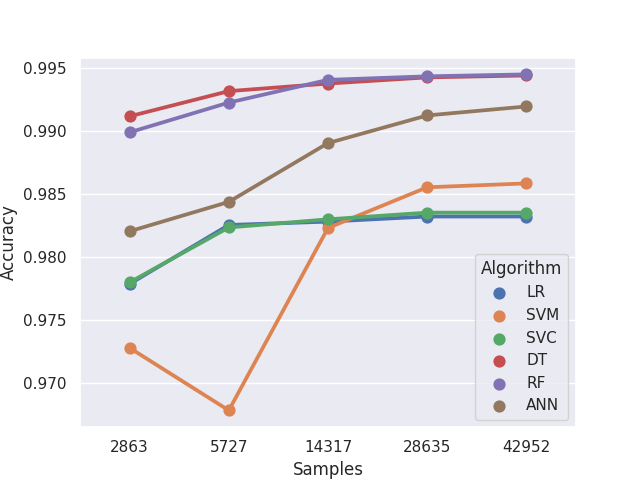 0.995
0.990
0.985
0.980
0.975
0.970
Accuracy
2863 5727 14317 28635 42952
Samples
Algorithm
LR
SVM
SVC
DT
RF
ANN